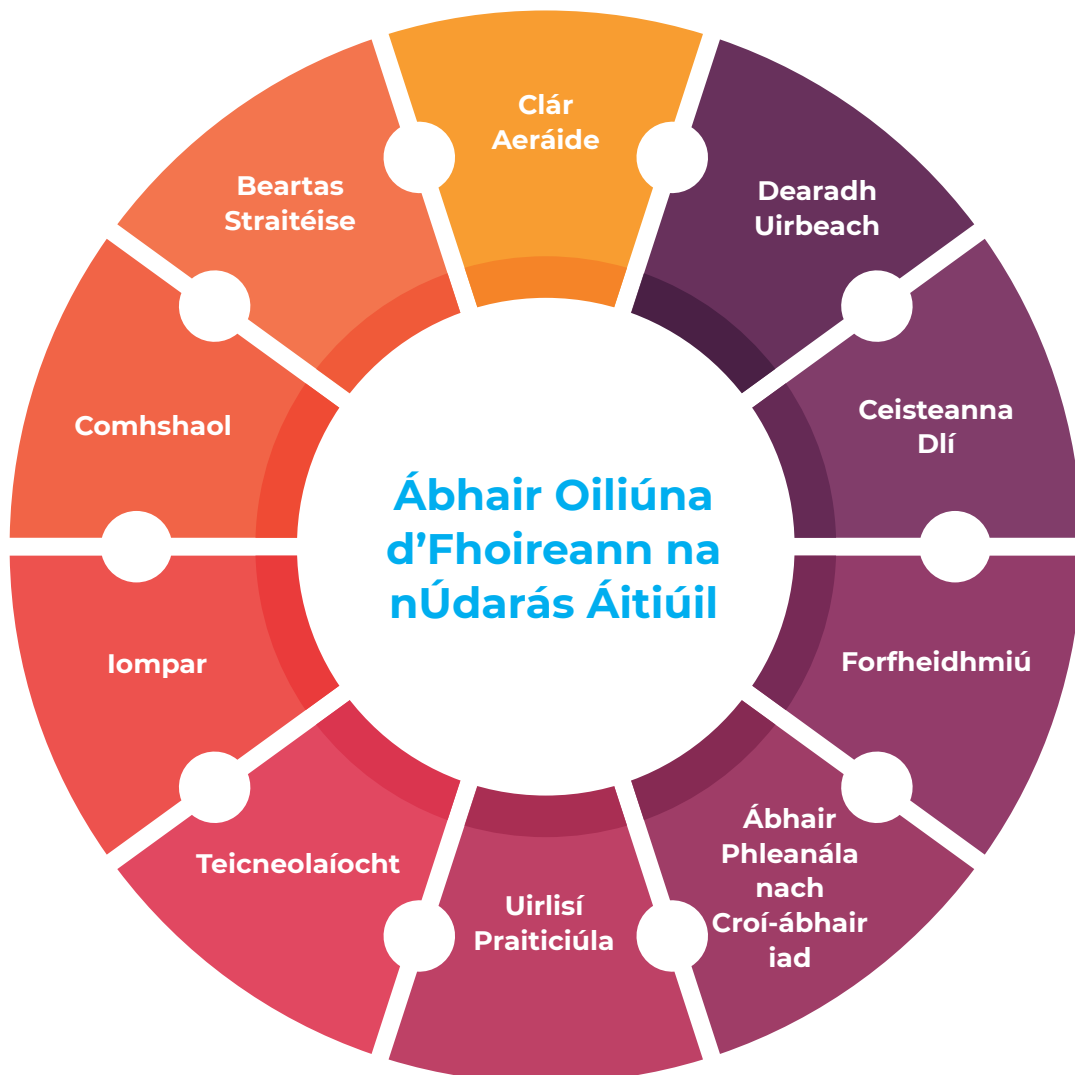 Clár
Aeráide
Dearadh
Uirbeach
Ceisteanna
Dlí
Forfheidhmiú
Ábhair
Phleanála
nach
Croí-ábhair
iad
Uirlisí
Praiticiúla
Teicneolaíocht
Iompar
Comhshaol
Beartas
Straitéise
Ábhair Oiliúna
d’Fhoireann na
nÚdarás Áitiúil